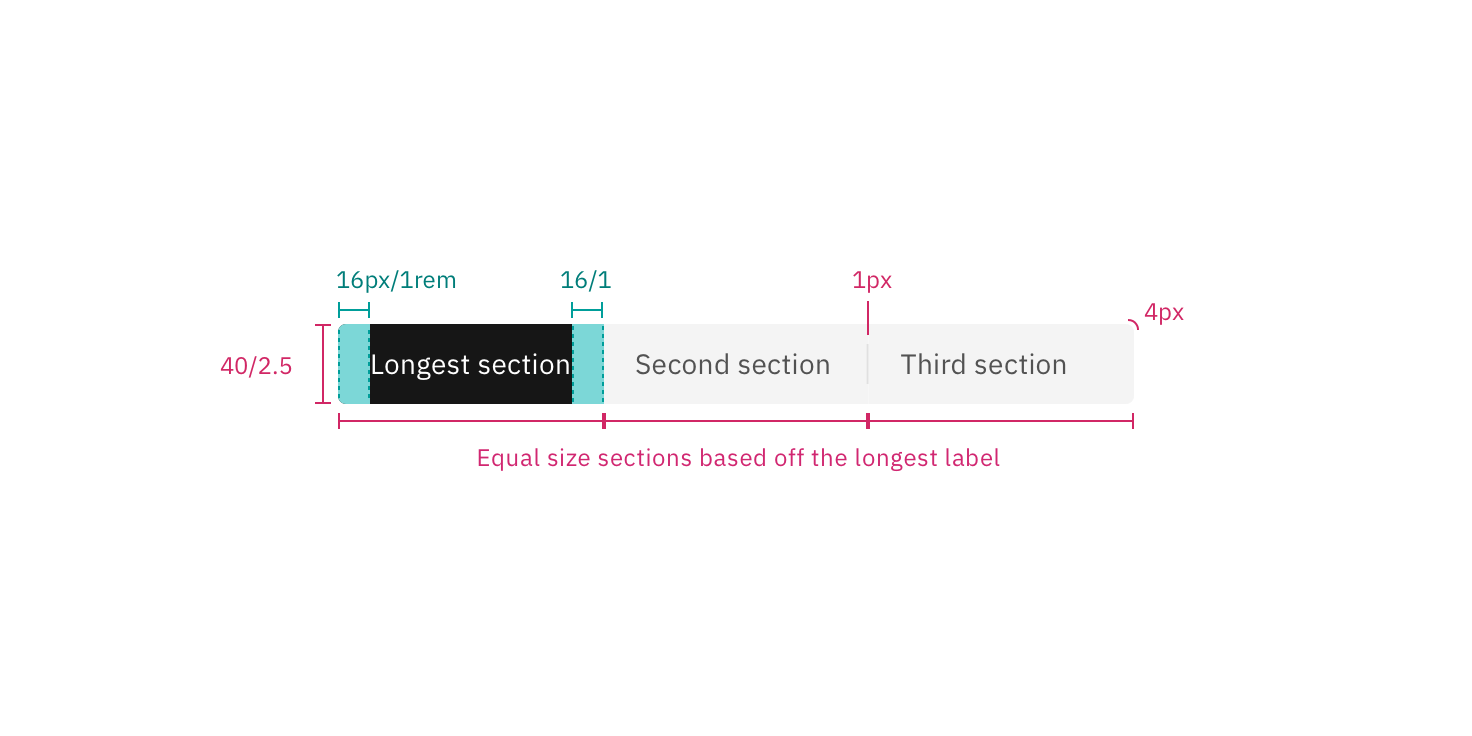 16px/1rem 16/1 1px
4px
40/2.5 Longest section Second section Third section
Equal size sections based off the longest label